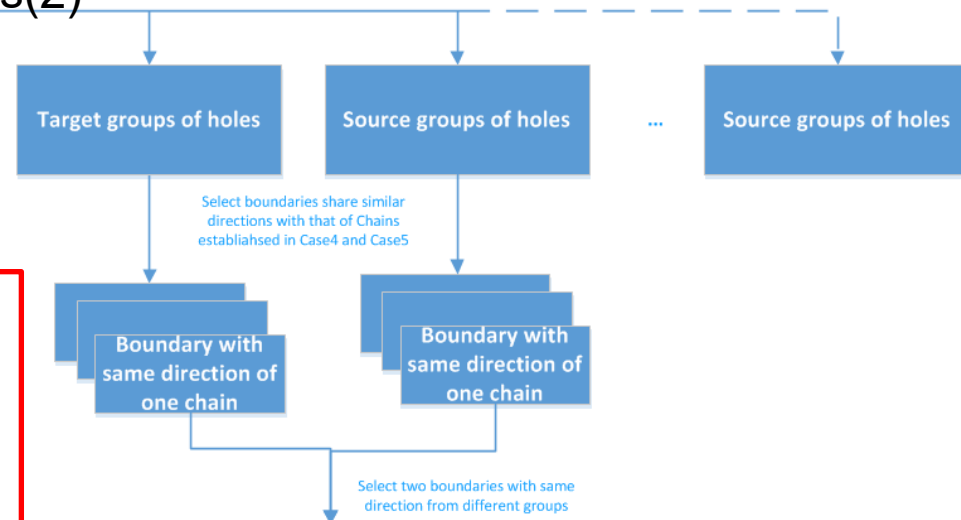 s(2)
Target groups of holes
Source groups of holes
...
Source groups of holes
Select boundaries share similar
directions with that of Chains
establiahsed in Case4 and Case5
Boundary with
same direction of
one chain
Boundary with
same direction of
one chain
Select two boundaries with same
direction from different groups